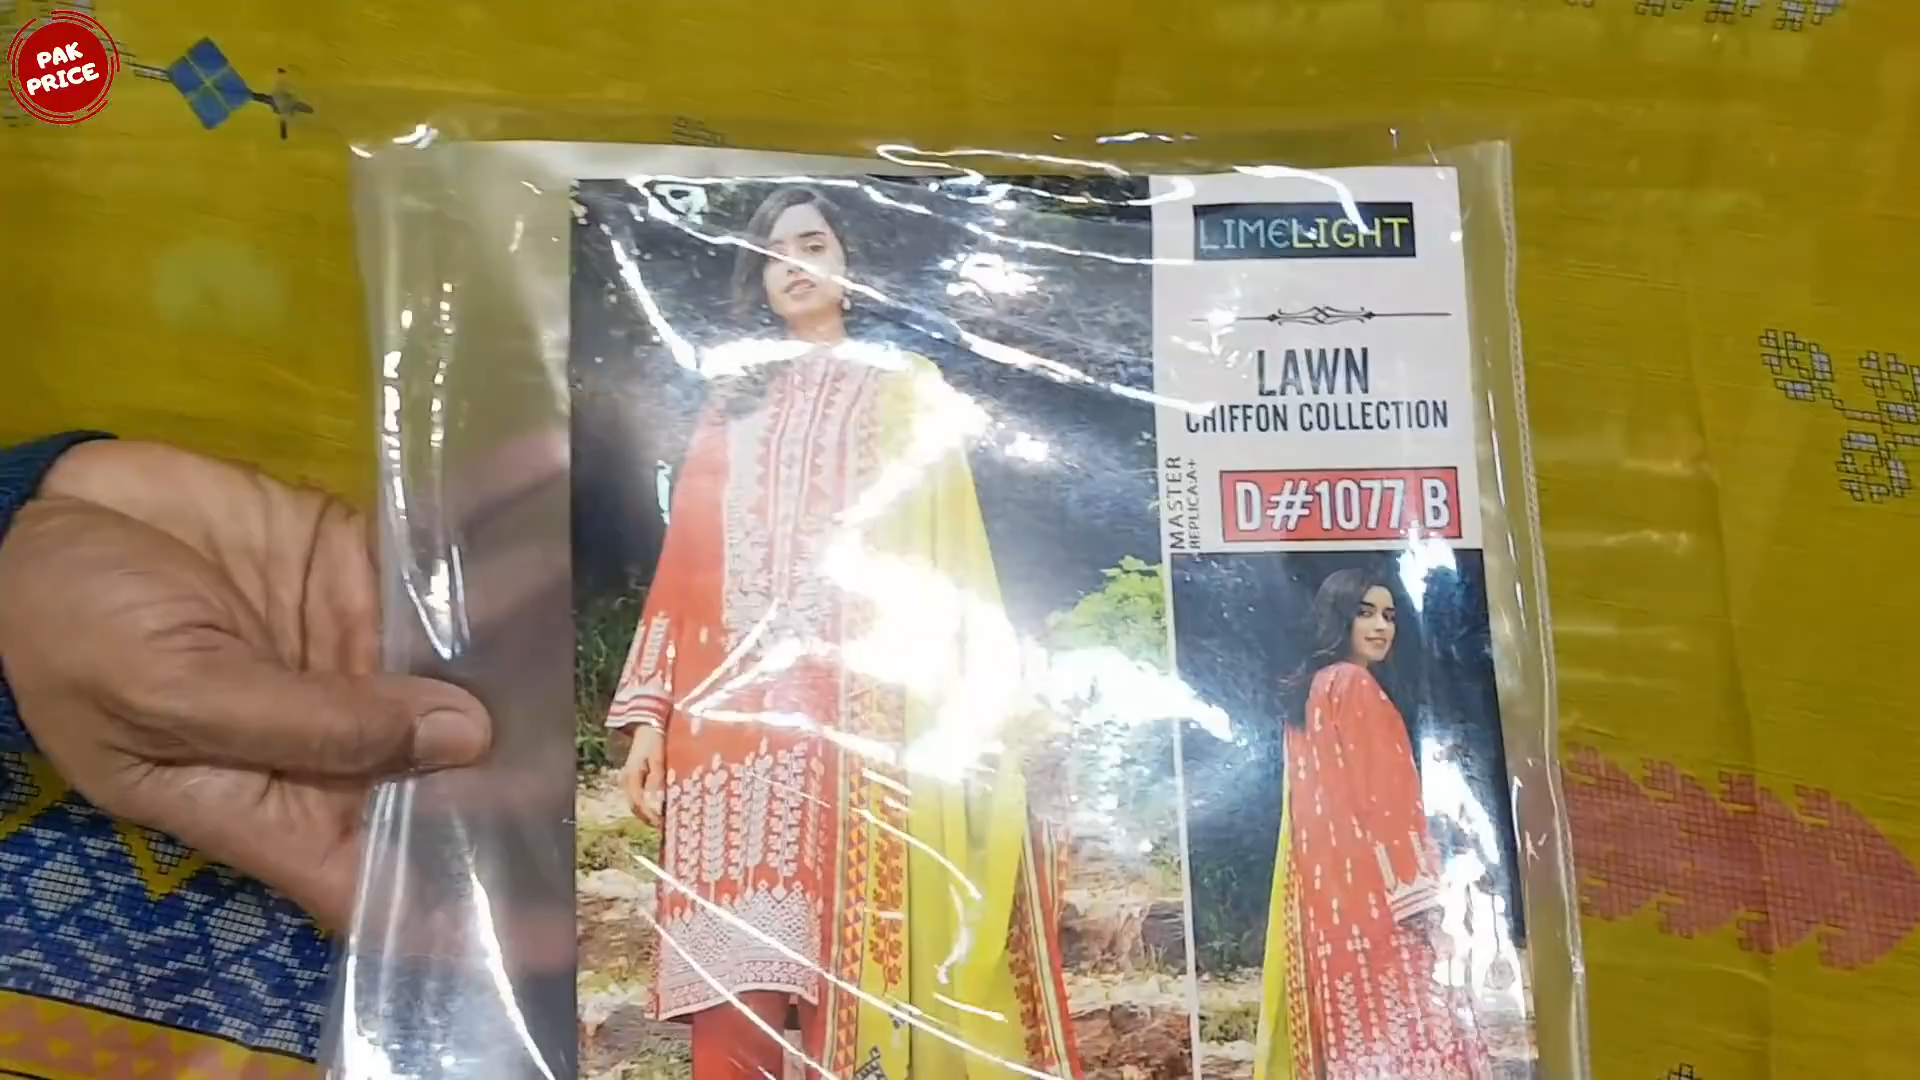 PAK
PRICE
LIMELIGHT
LAWN
CHIFFON COLLECTION
MASTER
REPLICA:A+
D#1077 B